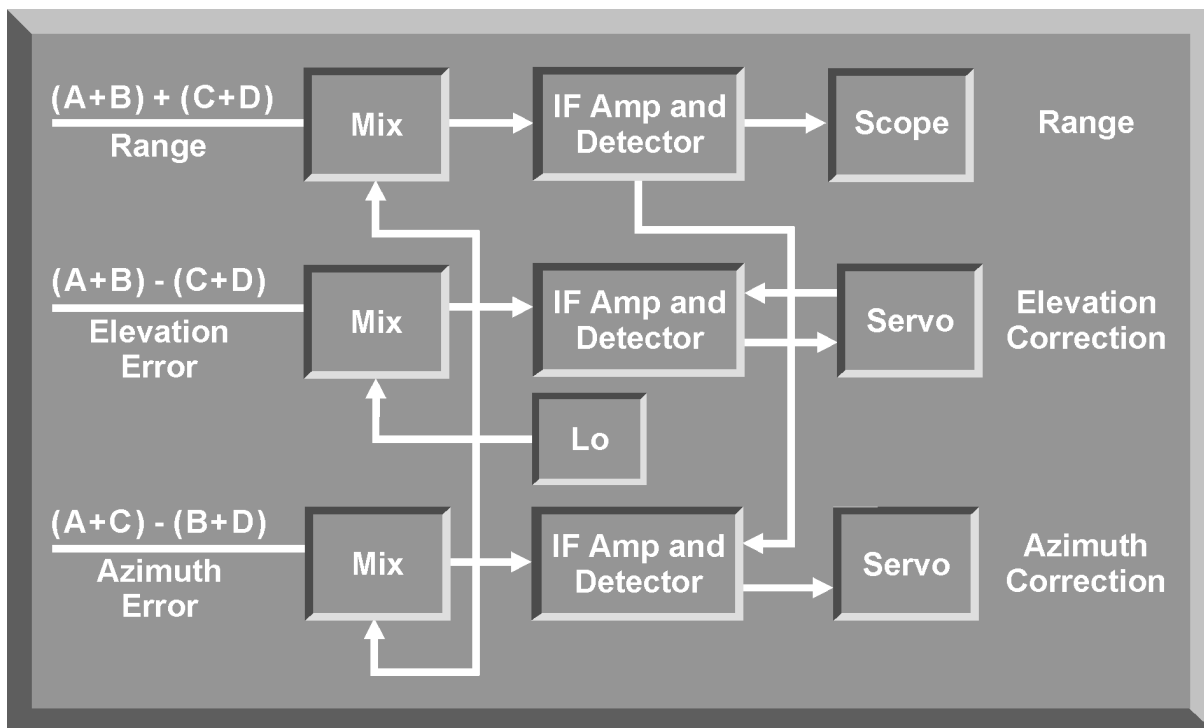 (A+B) + (C+D)
Range
Mix
IF Amp and
Detector
Scope
Range
(A+B) - (C+D)
Elevation
Error
Mix
IF Amp and
Detector
Servo
Elevation
Correction
Lo
(A+C) - (B+D)
Azimuth
Error
Mix
IF Amp and
Detector
Servo
Azimuth
Correction